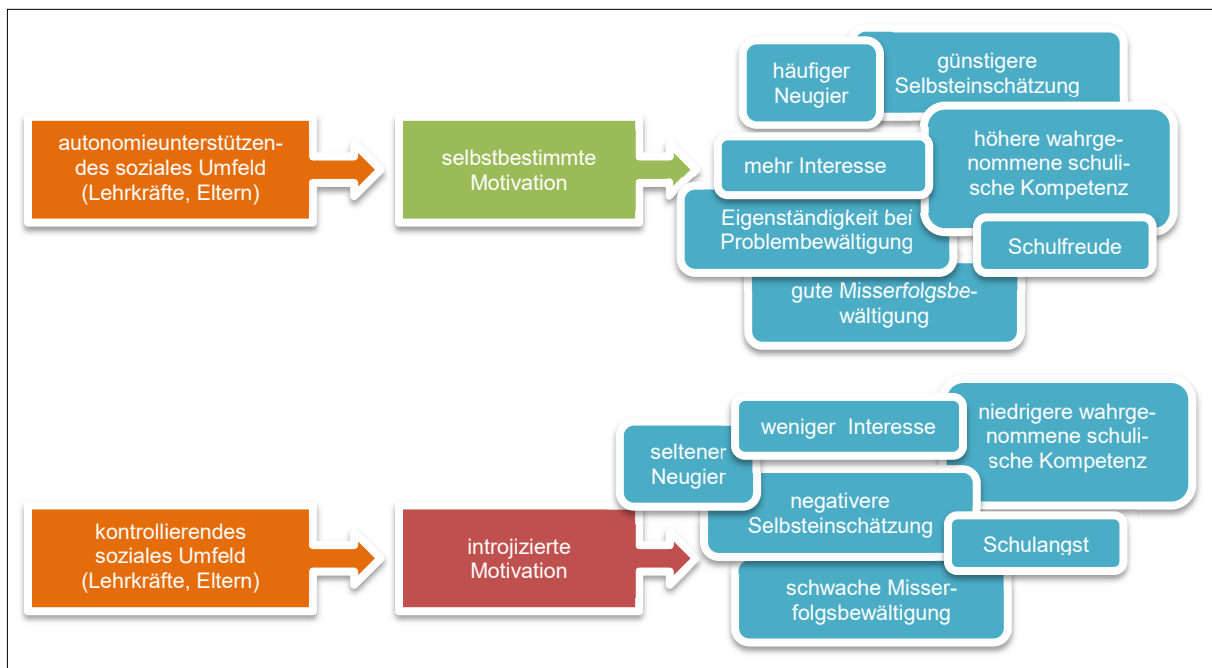 autonomieunterstützen-
des soziales Umfeld
(Lehrkräfte, Eltern)
selbstbestimmte
Motivation
häufiger
Neugier
günstigere
Selbsteinschätzung
mehr Interesse
höhere wahrge-
nommene schuli-
sche Kompetenz
Eigenständigkeit bei
Problembewältigung
Schulfreude
gute Misserfolgsbe-
wältigung
kontrollierendes
soziales Umfeld
(Lehrkräfte, Eltern)
introjizierte
Motivation
seltener
Neugier
weniger Interesse
niedrigere wahrge-
nommene schuli-
sche Kompetenz
negativere
Selbsteinschätzung
Schulangst
schwache Misser-
folgsbewältigung